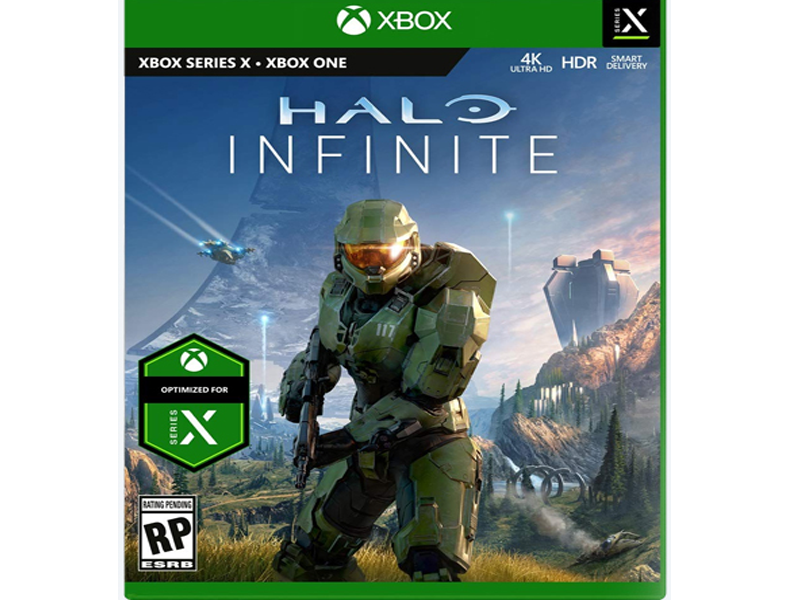 XBOX
SERIES X
XBOX SERIES X • XBOX ONE
4K
ULTRA HD
HDR
SMART
DELIVERY
HALO
INFINITE
117
OPTIMIZED FOR
SERIES X
RATING PENDING
RP
ESRB